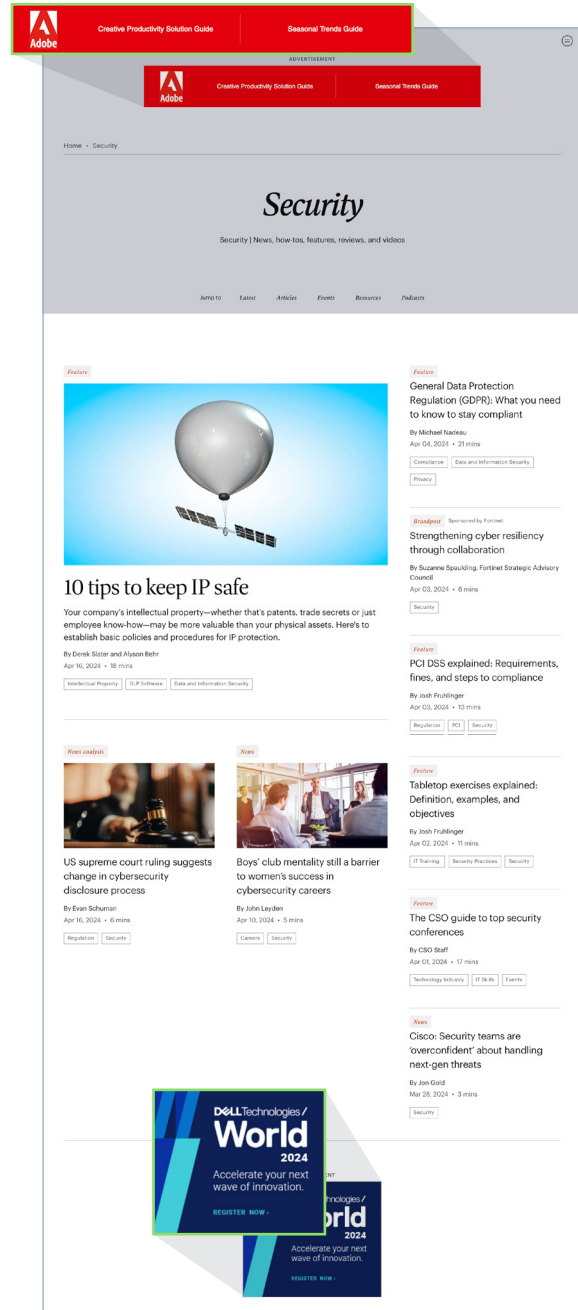 Adobe
Creative Productivity Solution Guide
Seasonal Trends Guide
ADVERTISEMENT
Adobe
Creative Productivity Solution Guide
Seasonal Trends Guide
Home • Security
Security
Security | News, how-tos, features, reviews, and videos
Jump to Latest Articles Events Resources Podcasts
Feature
10 tips to keep IP safe
Your company's intellectual property—whether that's patents, trade secrets or just
employee know-how—may be more valuable than your physical assets. Here's to
establish basic policies and procedures for IP protection.
By Derek Slater and Alyson Behr
Apr 16, 2024 • 18 mins
Intellectual Property DLP Software Data and Information Security
News analysis
US supreme court ruling suggests
change in cybersecurity
disclosure process
By Evan Schuman
Apr 16, 2024 • 6 mins
Regulation Security
News
Boys' club mentality still a barrier
to women's success in
cybersecurity careers
By John Leyden
Apr 10, 2024 • 5 mins
Careers Security
Feature
General Data Protection
Regulation (GDPR): What you need
to know to stay compliant
By Michael Nadeau
Apr 04, 2024 • 21 mins
Compliance Data and Information Security
Privacy
Brandpost Sponsored by Fortinet
Strengthening cyber resiliency
through collaboration
By Suzanne Spaulding, Fortinet Strategic Advisory
Council
Apr 03, 2024 • 6 mins
Security
Feature
PCI DSS explained: Requirements,
fines, and steps to compliance
By Josh Fruhlinger
Apr 03, 2024 • 13 mins
Regulation PCI Security
Feature
Tabletop exercises explained:
Definition, examples, and
objectives
By Josh Fruhlinger
Apr 02, 2024 • 11 mins
IT Training Security Practices Security
Feature
The CSO guide to top security
conferences
By CSO Staff
Apr 01, 2024 • 17 mins
Technology Industry IT Skills Events
News
Cisco: Security teams are
'overconfident' about handling
next-gen threats
By Jon Gold
Mar 28, 2024 • 3 mins
Security
DELLTechnologies /
World
2024
Accelerate your next
wave of innovation.
REGISTER NOW ›
ENT
hnologies /
orld
2024
Accelerate your next
wave of innovation.
REGISTER NOW ›